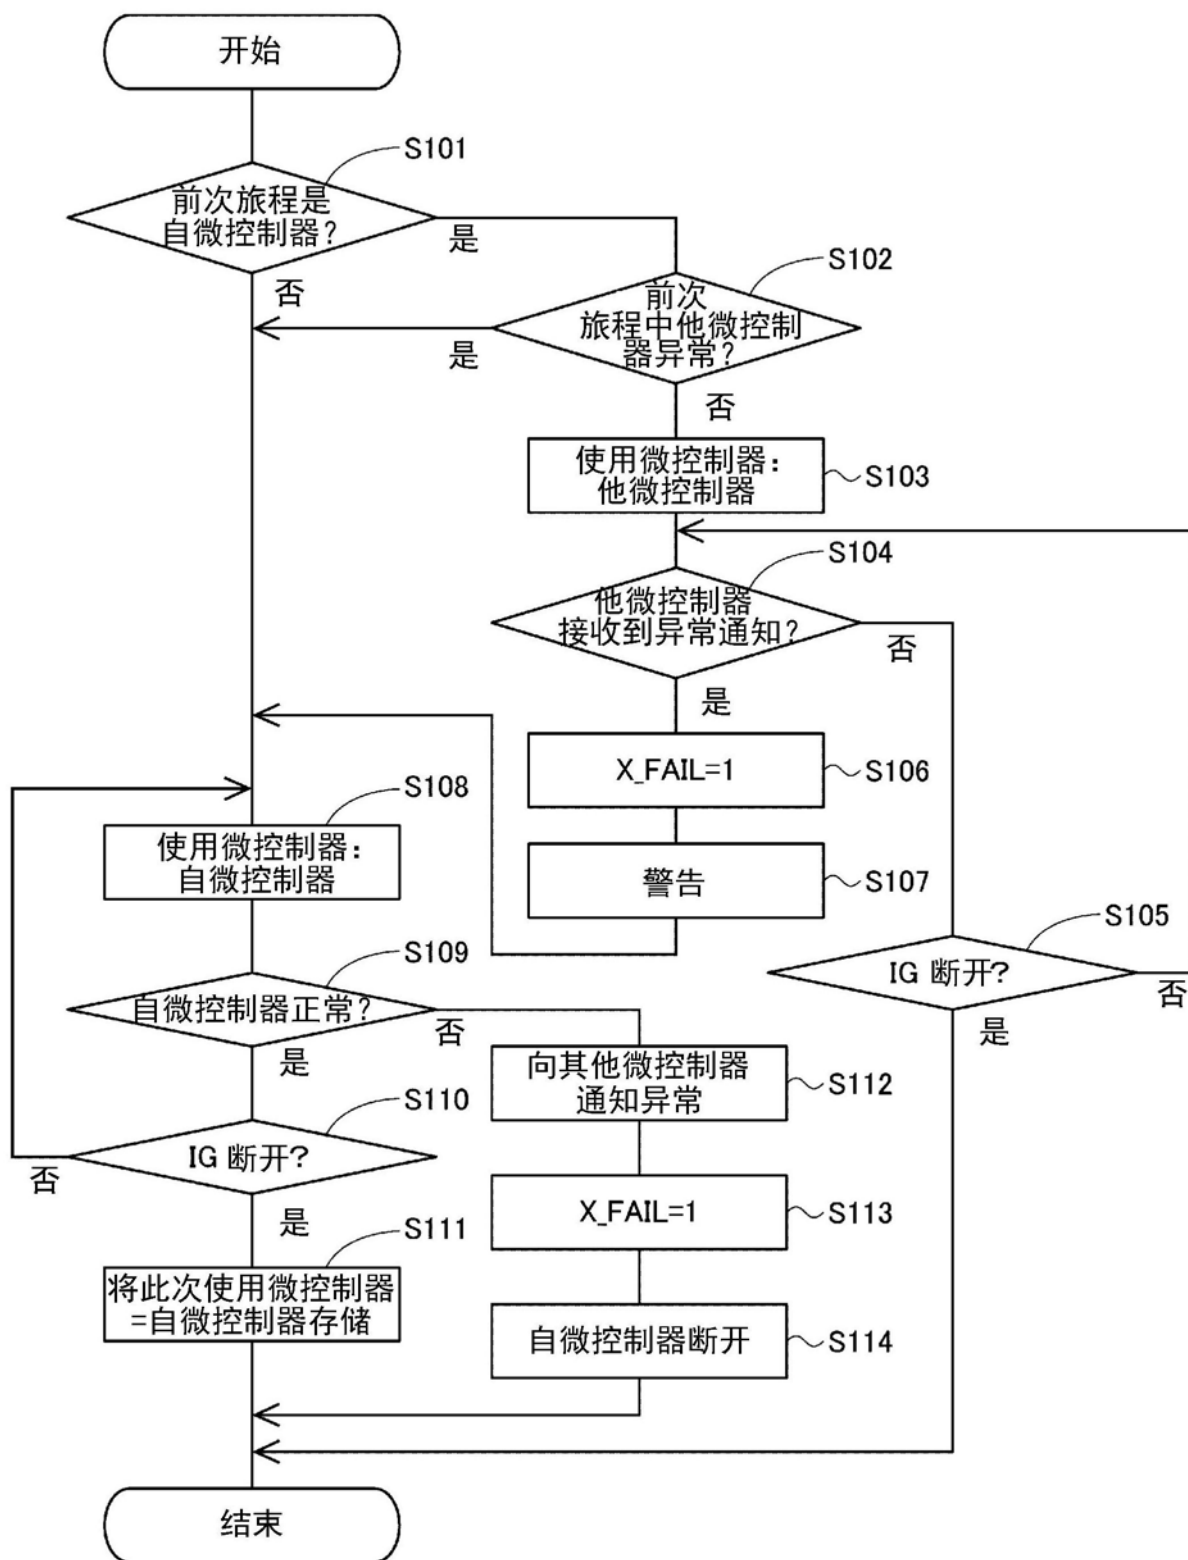 开始
S101
前次旅程是
自微控制器？
是
否
S102
前次
旅程中他微控制
器异常？
是
否
使用微控制器：
他微控制器
S103
S104
他微控制器
接收到异常通知？
否
是
X_FAIL=1
S106
S108
使用微控制器：
自微控制器
警告
S107
S105
IG 断开？
否
是
S109
自微控制器正常？
否
是
向其他微控制器
通知异常
S112
S110
IG 断开？
否
是
X_FAIL=1
S113
S111
将此次使用微控制器
=自微控制器存储
自微控制器断开
S114
结束